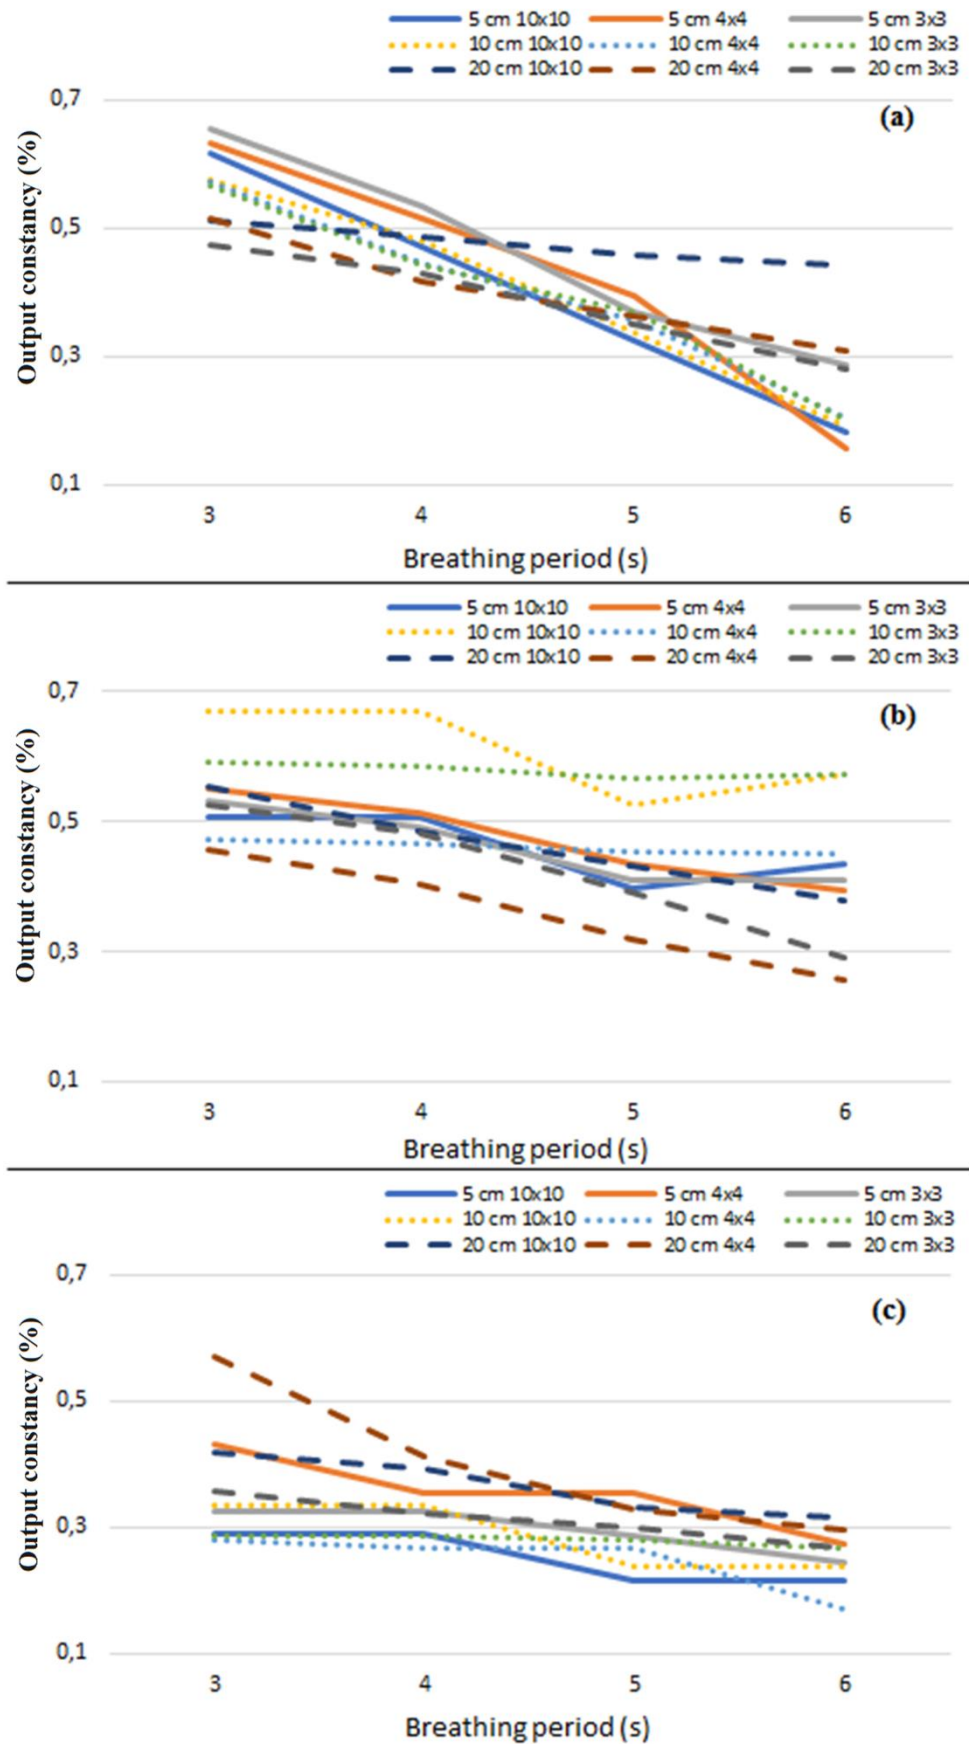 5 cm 10x10 5 cm 4x4 5 cm 3x3
10 cm 10x10 10 cm 4x4 10 cm 3x3
20 cm 10x10 20 cm 4x4 20 cm 3x3
0,7
(a)
0,5
0,3
0,1
Output constancy (%)
3 4 5 6
Breathing period (s)
5 cm 10x10 5 cm 4x4 5 cm 3x3
10 cm 10x10 10 cm 4x4 10 cm 3x3
20 cm 10x10 20 cm 4x4 20 cm 3x3
0,7
(b)
0,5
0,3
0,1
Output constancy (%)
3 4 5 6
Breathing period (s)
5 cm 10x10 5 cm 4x4 5 cm 3x3
10 cm 10x10 10 cm 4x4 10 cm 3x3
20 cm 10x10 20 cm 4x4 20 cm 3x3
0,7
(c)
0,5
0,3
0,1
Output constancy (%)
3 4 5 6
Breathing period (s)